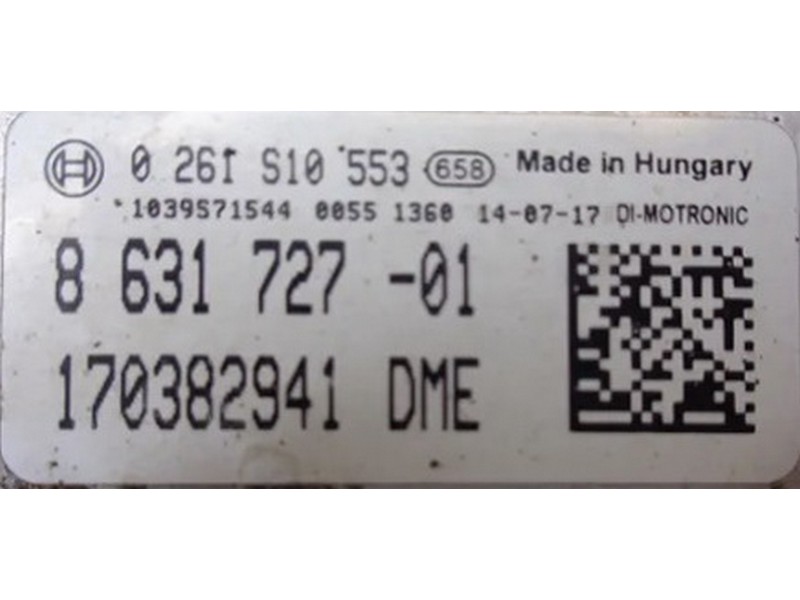 0 261 S10 553 658 Made in Hungary
1039S71544 0055 1360 14-07-17 DI-MOTRONIC
8 631 727 -01
170382941 DME